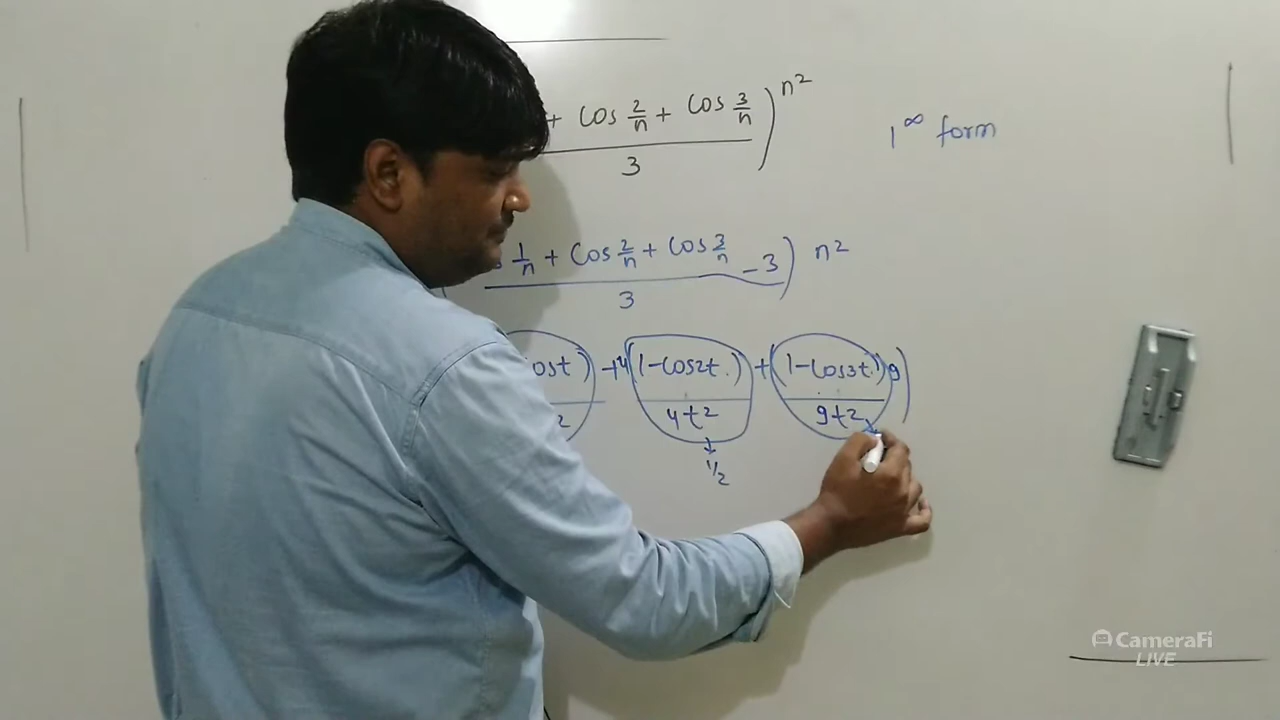 + Cos 2/n + Cos 3/n ) n²
3
1^∞ form
1/n + Cos 2/n + Cos 3/n - 3 ) n²
3
ost ) + 4 ( 1 - Cos2t ) + ( 1 - Cos3t ) 9 )
2 4t² 9t²
1/2
CameraFi
LIVE